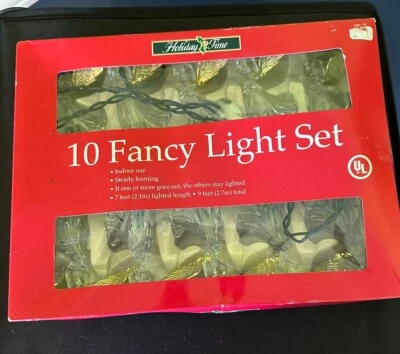 Holiday Time
10 Fancy Light Set
• Indoor use
• Steady burning
• If one or more goes out, the others stay lighted
• 7 feet (2.1m) lighted length • 9 feet (2.7m) total
UL